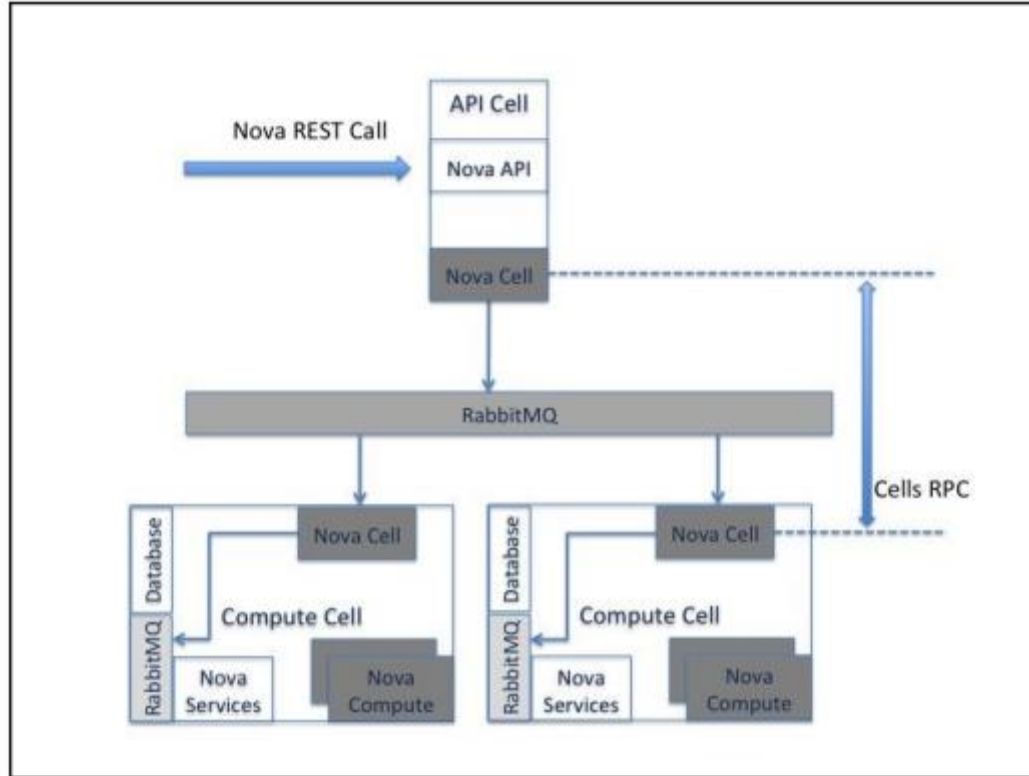 API Cell
Nova REST Call
Nova API
Nova Cell
RabbitMQ
Cells RPC
Database
Nova Cell
Compute Cell
RabbitMQ
Nova
Services
Nova
Compute
Database
Nova Cell
Compute Cell
RabbitMQ
Nova
Services
Nova
Compute